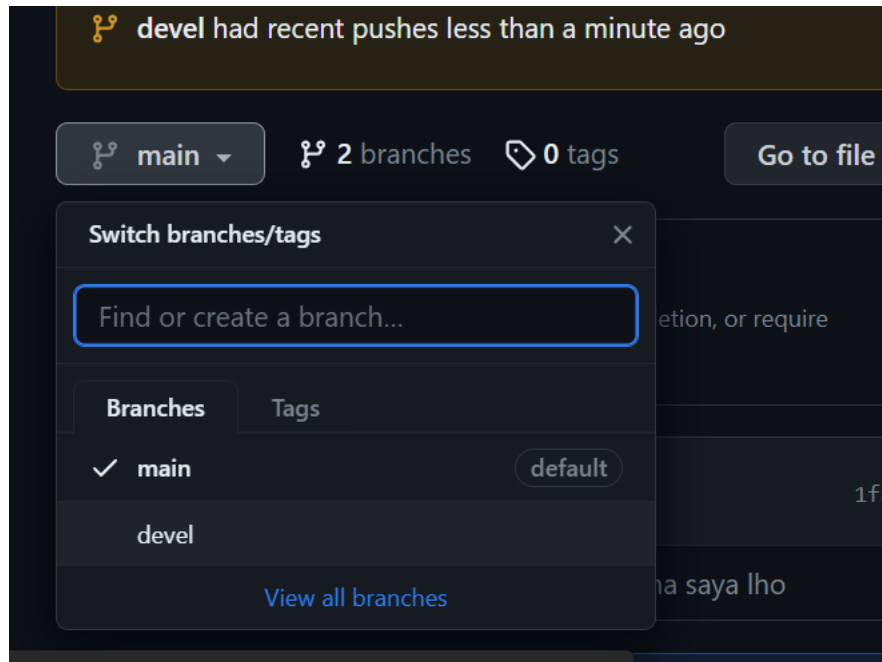 devel had recent pushes less than a minute ago
main 2 branches 0 tags Go to file
Switch branches/tags
Find or create a branch...
etion, or require
Branches Tags
main default
1f
devel
na saya lho
View all branches